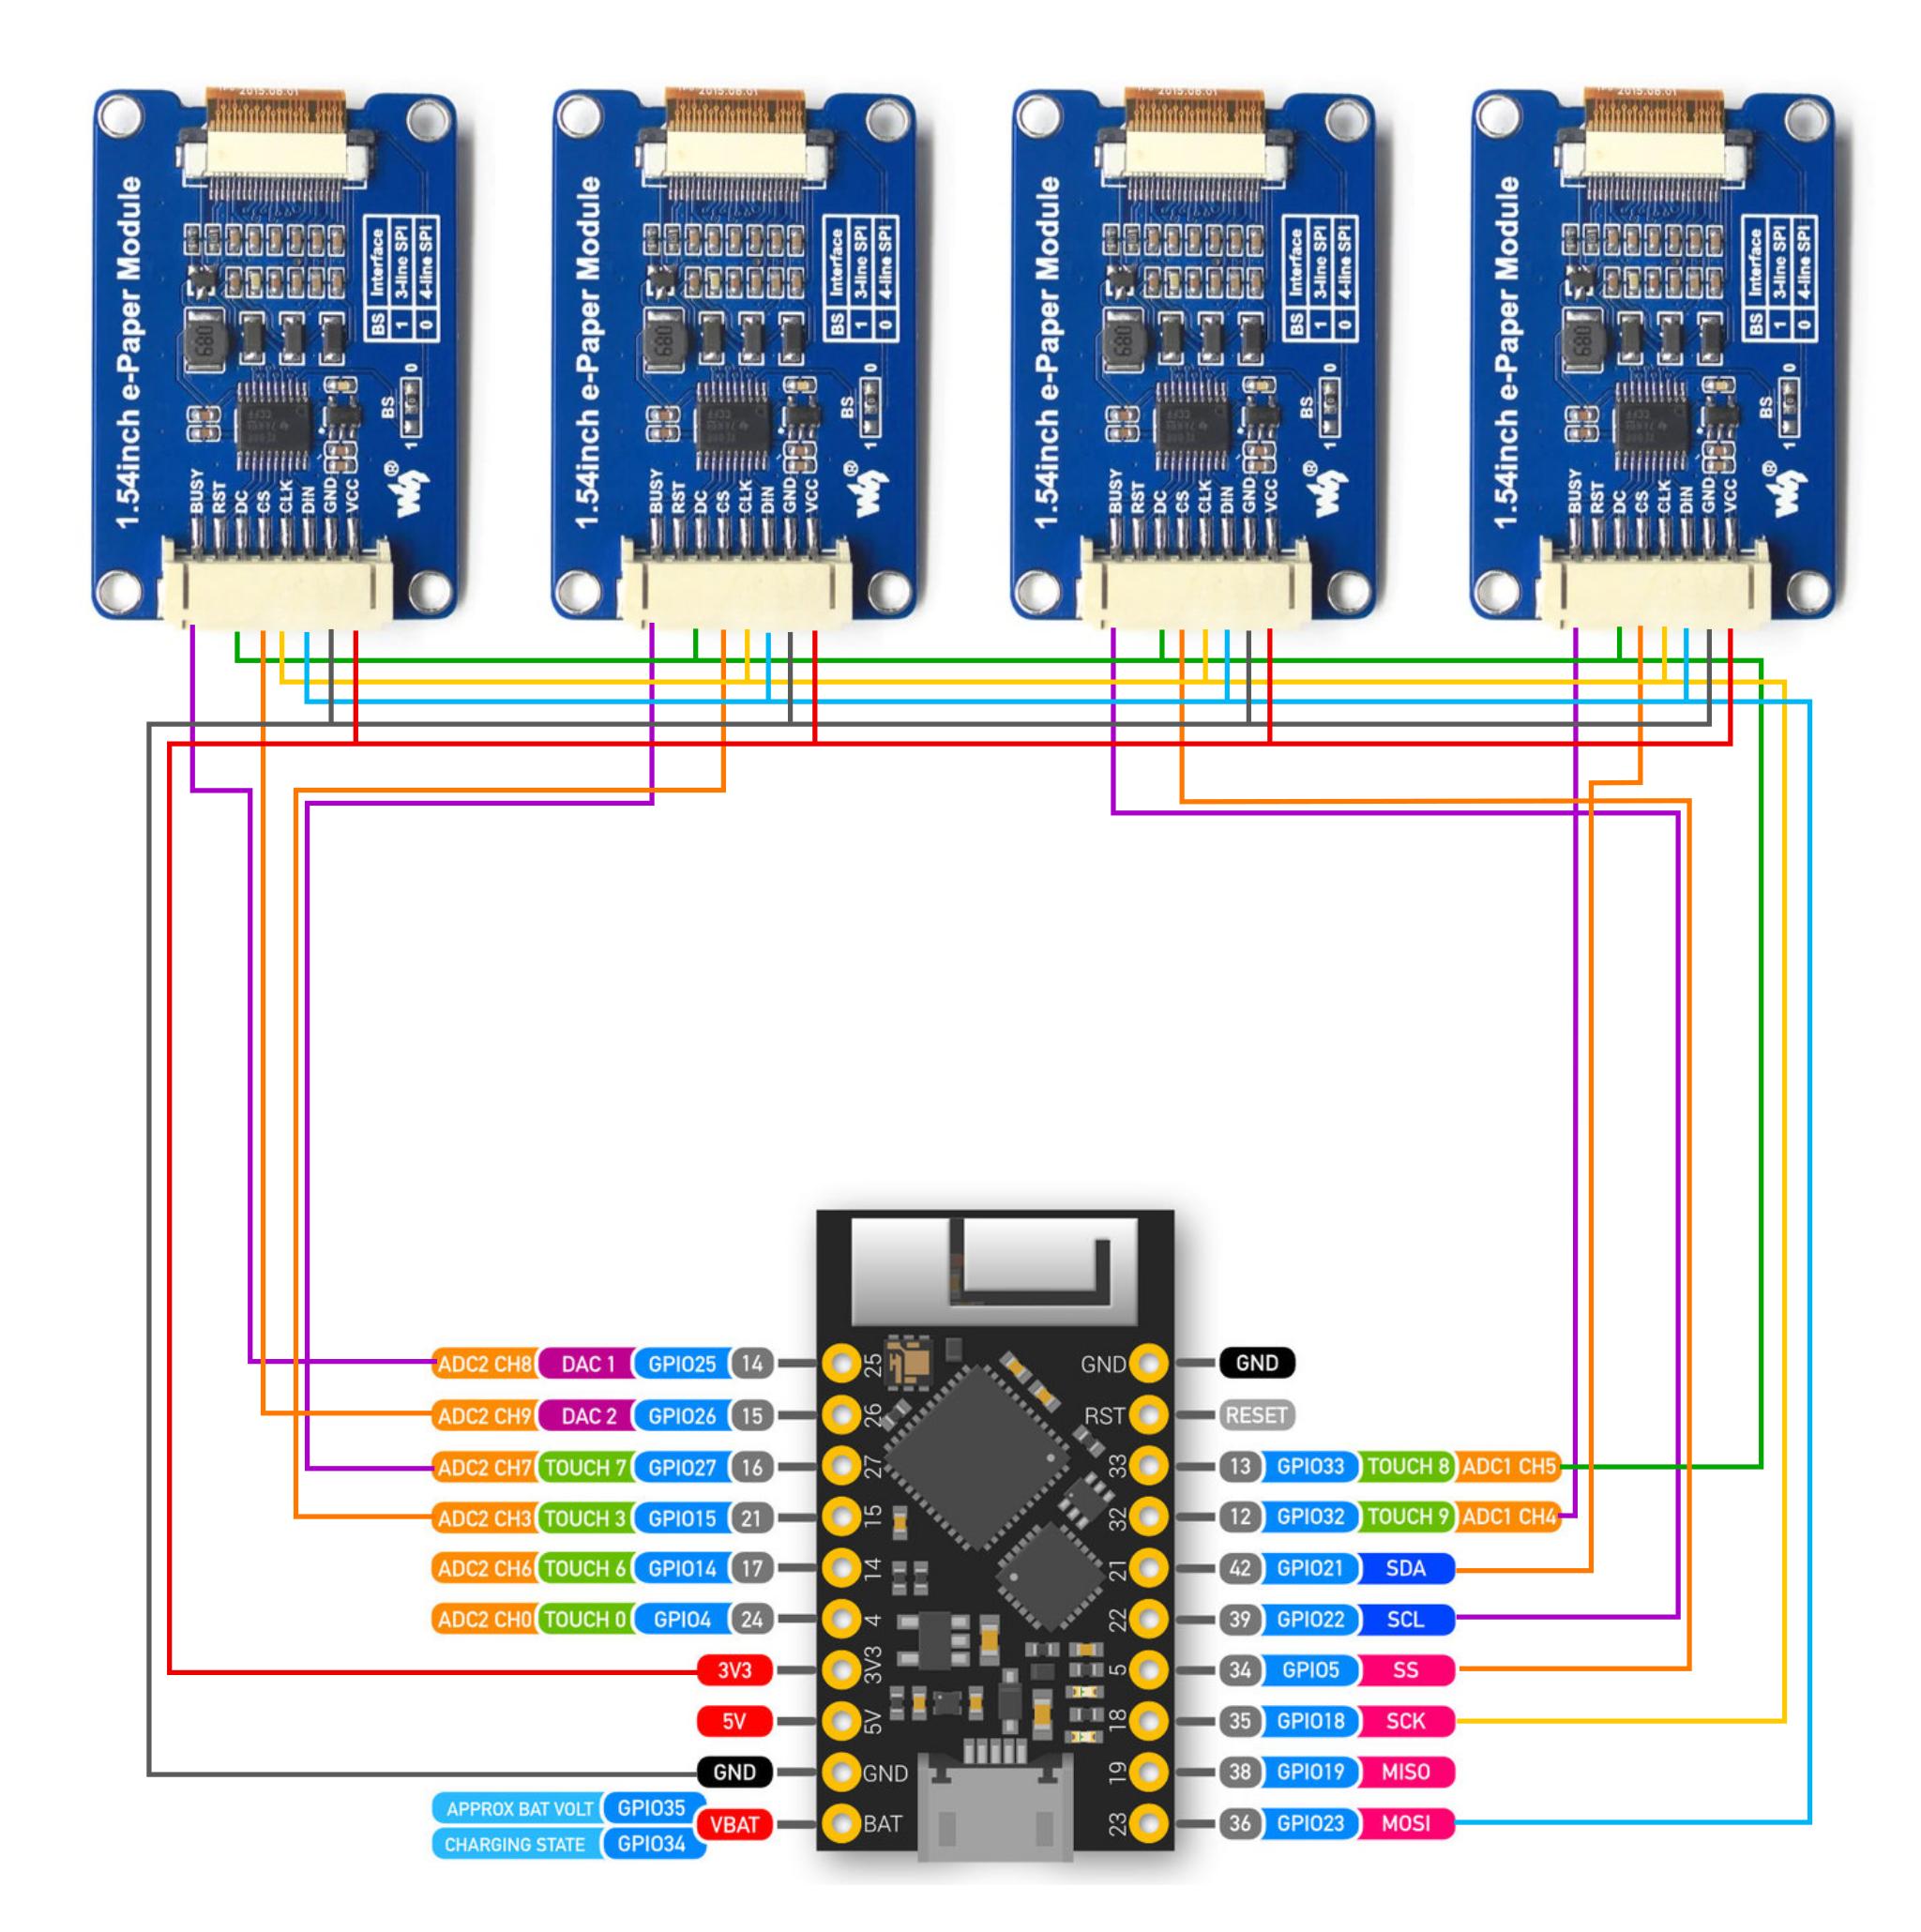 2015.08.01
1.54inch e-Paper Module
BS Interface
1 3-line SPI
0 4-line SPI
680
BS
0
1
BUSY
RST
DC
CS
CLK
DIN
GND
VCC
®
2015.08.01
1.54inch e-Paper Module
BS Interface
1 3-line SPI
0 4-line SPI
680
BS
0
1
BUSY
RST
DC
CS
CLK
DIN
GND
VCC
®
2015.08.01
1.54inch e-Paper Module
BS Interface
1 3-line SPI
0 4-line SPI
680
BS
0
1
BUSY
RST
DC
CS
CLK
DIN
GND
VCC
®
2015.08.01
1.54inch e-Paper Module
BS Interface
1 3-line SPI
0 4-line SPI
680
BS
0
1
BUSY
RST
DC
CS
CLK
DIN
GND
VCC
®
ADC2 CH8 DAC 1 GPIO25 14 25
GND GND
ADC2 CH9 DAC 2 GPIO26 15 26
RST RESET
ADC2 CH7 TOUCH 7 GPIO27 16 27
33 13 GPIO33 TOUCH 8 ADC1 CH5
ADC2 CH3 TOUCH 3 GPIO15 21 15
32 12 GPIO32 TOUCH 9 ADC1 CH4
ADC2 CH6 TOUCH 6 GPIO14 17 14
21 42 GPIO21 SDA
ADC2 CH0 TOUCH 0 GPIO4 24 4
22 39 GPIO22 SCL
3V3 3V3
5 34 GPIO5 SS
5V 5V
18 35 GPIO18 SCK
GND GND
19 38 GPIO19 MISO
APPROX BAT VOLT GPIO35
VBAT BAT
23 36 GPIO23 MOSI
CHARGING STATE GPIO34